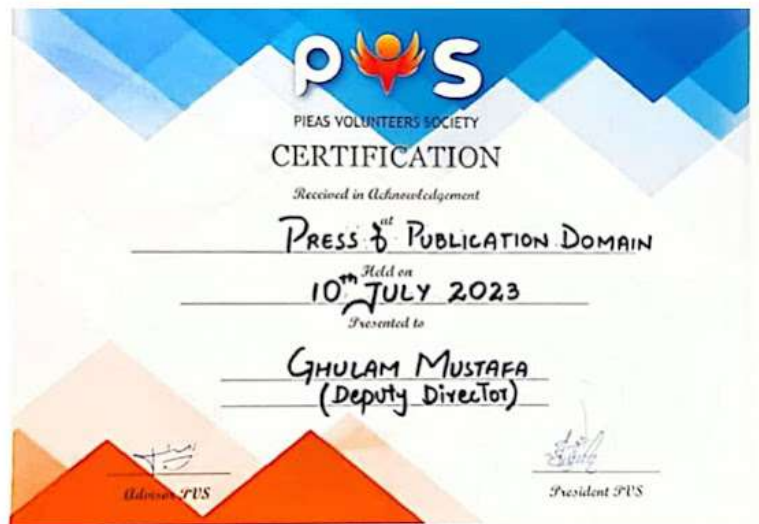 PVS
PIEAS VOLUNTEERS SOCIETY
CERTIFICATION
Received in Acknowledgement
at
PRESS & PUBLICATION DOMAIN
Held on
10th JULY 2023
Presented to
GHULAM MUSTAFA
(Deputy Director)
Advisor PVS
President PVS